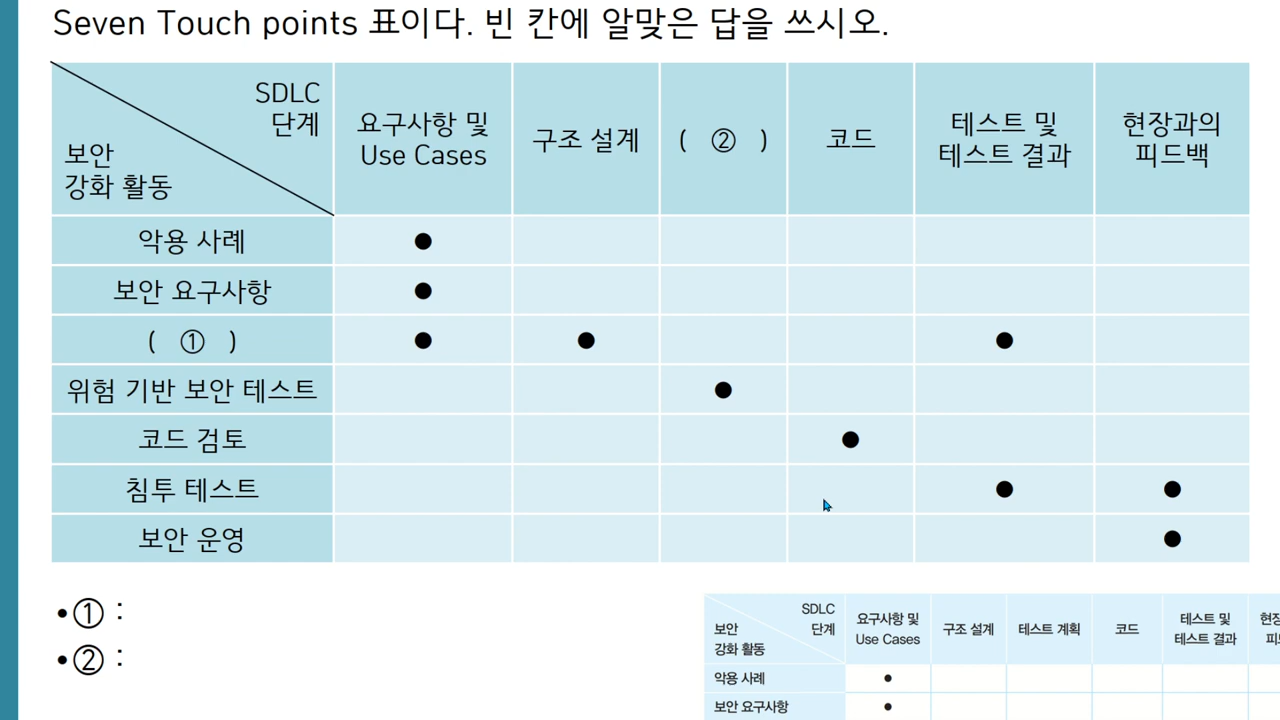 Seven Touch points 표이다. 빈 칸에 알맞은 답을 쓰시오.
SDLC
단계
보안
강화 활동
요구사항 및
Use Cases
구조 설계
( ② )
코드
테스트 및
테스트 결과
현장과의
피드백
악용 사례 ●
보안 요구사항 ●
( ① ) ● ● ●
위험 기반 보안 테스트 ●
코드 검토 ●
침투 테스트 ● ●
보안 운영 ●
•① :
•② :
SDLC
단계
보안
강화 활동
요구사항 및
Use Cases
구조 설계
테스트 계획
코드
테스트 및
테스트 결과
악용 사례 ●
보안 요구사항 ●